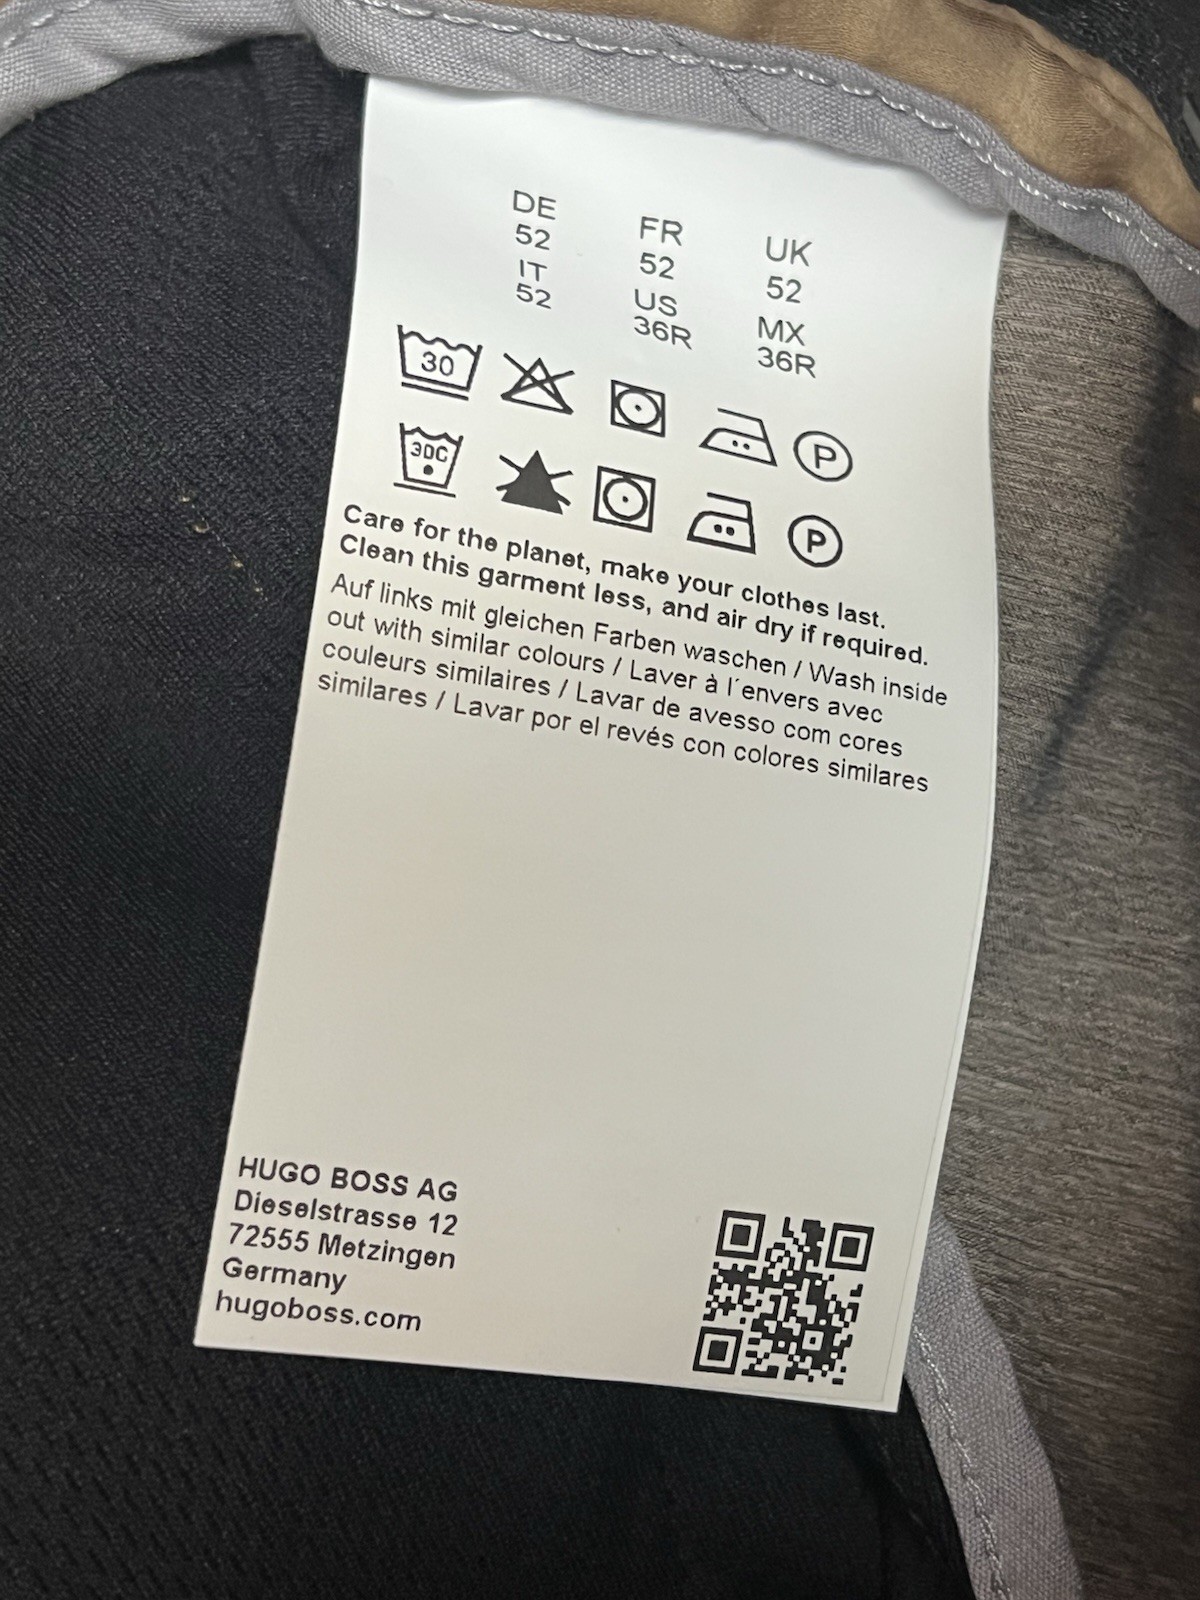 DE FR UK
52 52 52
IT US MX
52 36R 36R
30 P
30C P
Care for the planet, make your clothes last.
Clean this garment less, and air dry if required.
Auf links mit gleichen Farben waschen / Wash inside
out with similar colours / Laver à l´envers avec
couleurs similaires / Lavar de avesso com cores
similares / Lavar por el revés con colores similares
HUGO BOSS AG
Dieselstrasse 12
72555 Metzingen
Germany
hugoboss.com